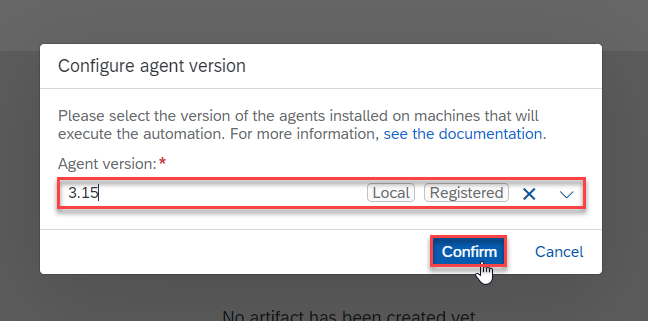 Configure agent version
Please select the version of the agents installed on machines that will
execute the automation. For more information, see the documentation.
Agent version:*
3.15 Local Registered
Confirm Cancel
No artifact has been created yet